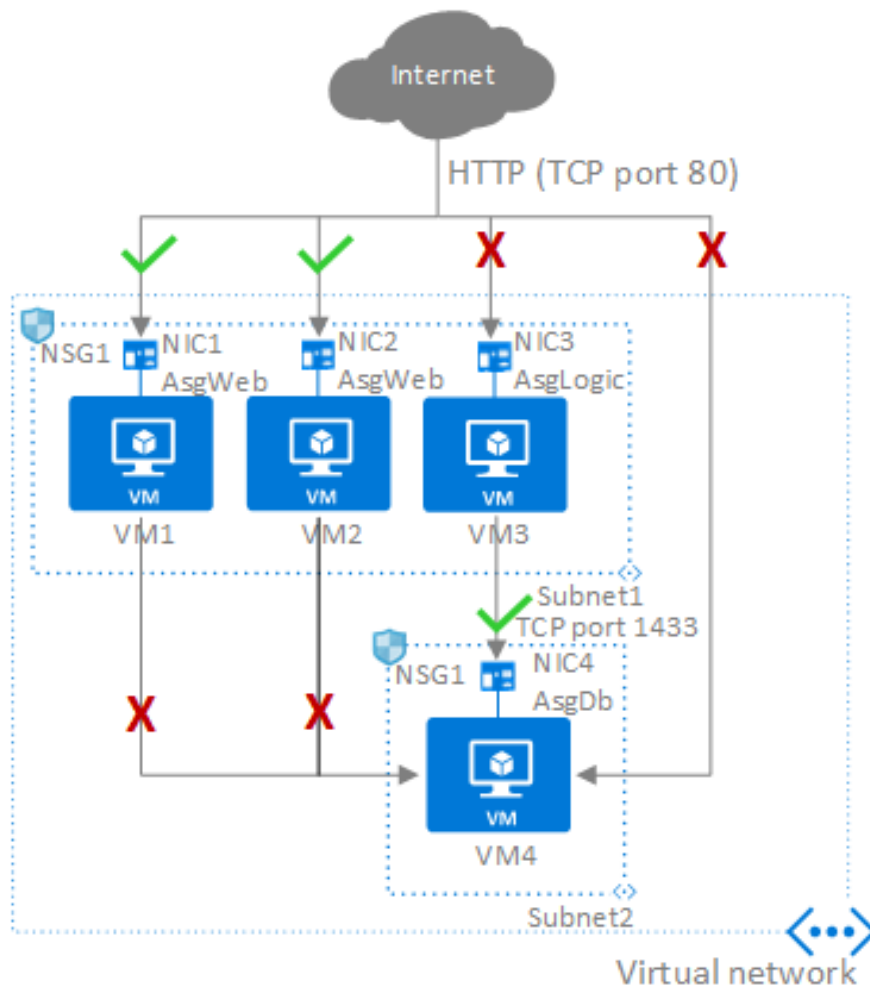 Internet
HTTP (TCP port 80)
X
X
NSG1
NIC1
AsgWeb
NIC2
AsgWeb
NIC3
AsgLogic
VM
VM
VM
VM1
VM2
VM3
Subnet1
TCP port 1433
NSG1
NIC4
AsgDb
X
X
VM
VM4
Subnet2
Virtual network